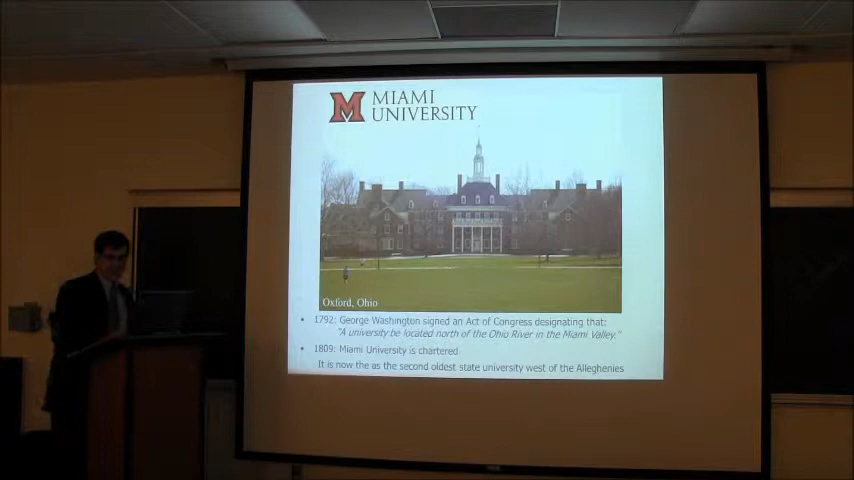 M MIAMI
UNIVERSITY
Oxford, Ohio
• 1792: George Washington signed an Act of Congress designating that:
"A university be located north of the Ohio River in the Miami Valley."
• 1809: Miami University is chartered
It is now the as the second oldest state university west of the Alleghenies